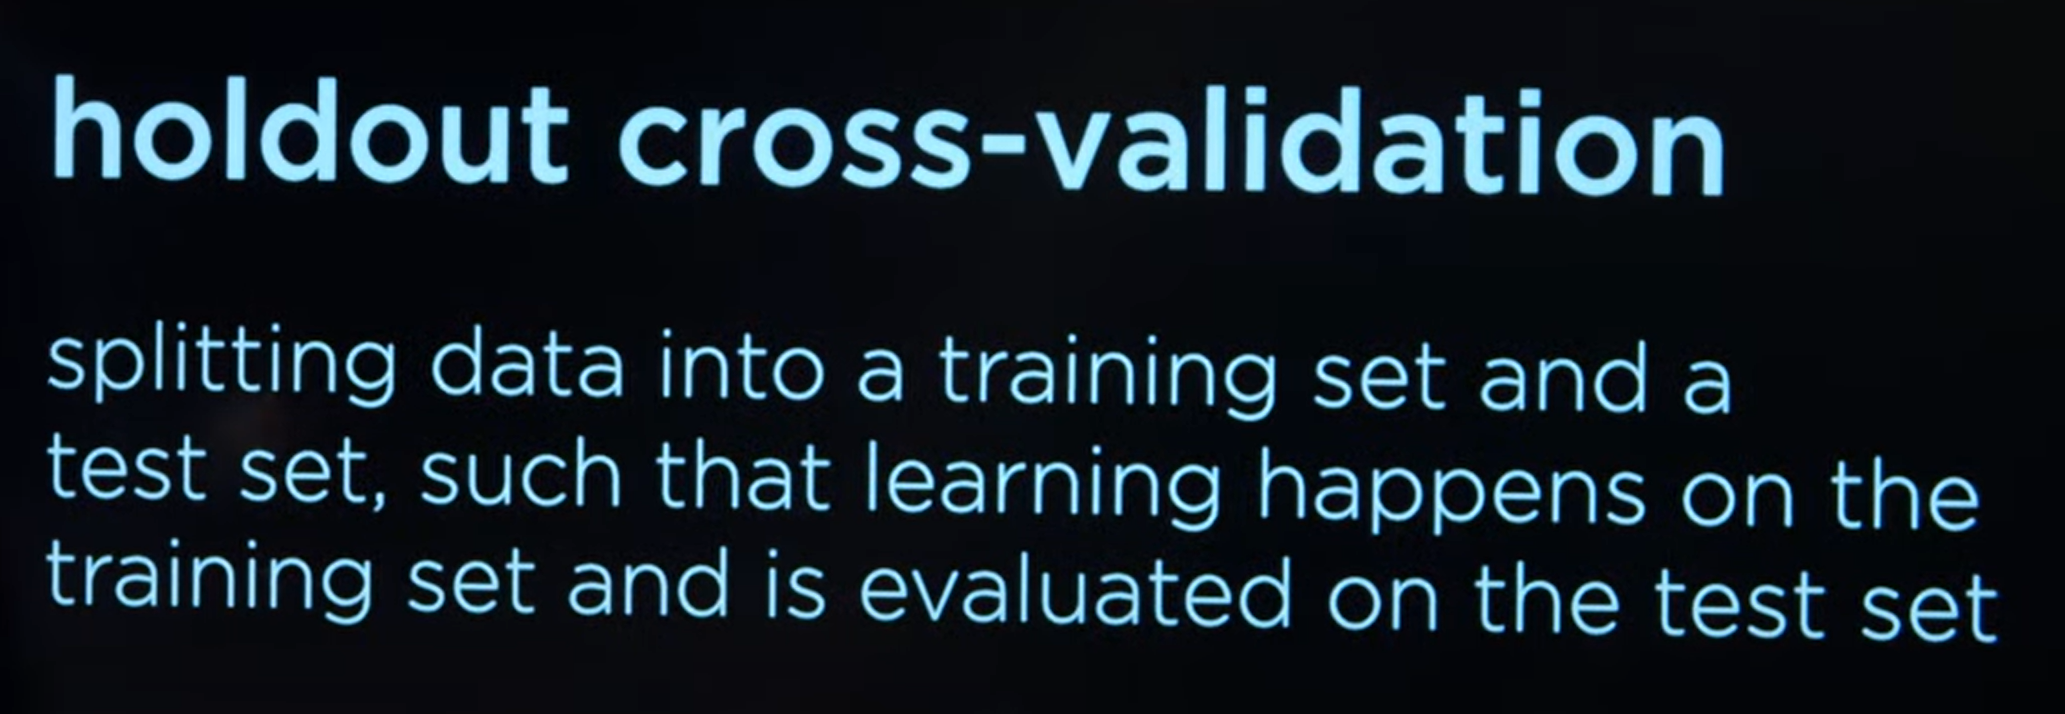 holdout cross-validation
splitting data into a training set and a
test set, such that learning happens on the
training set and is evaluated on the test set